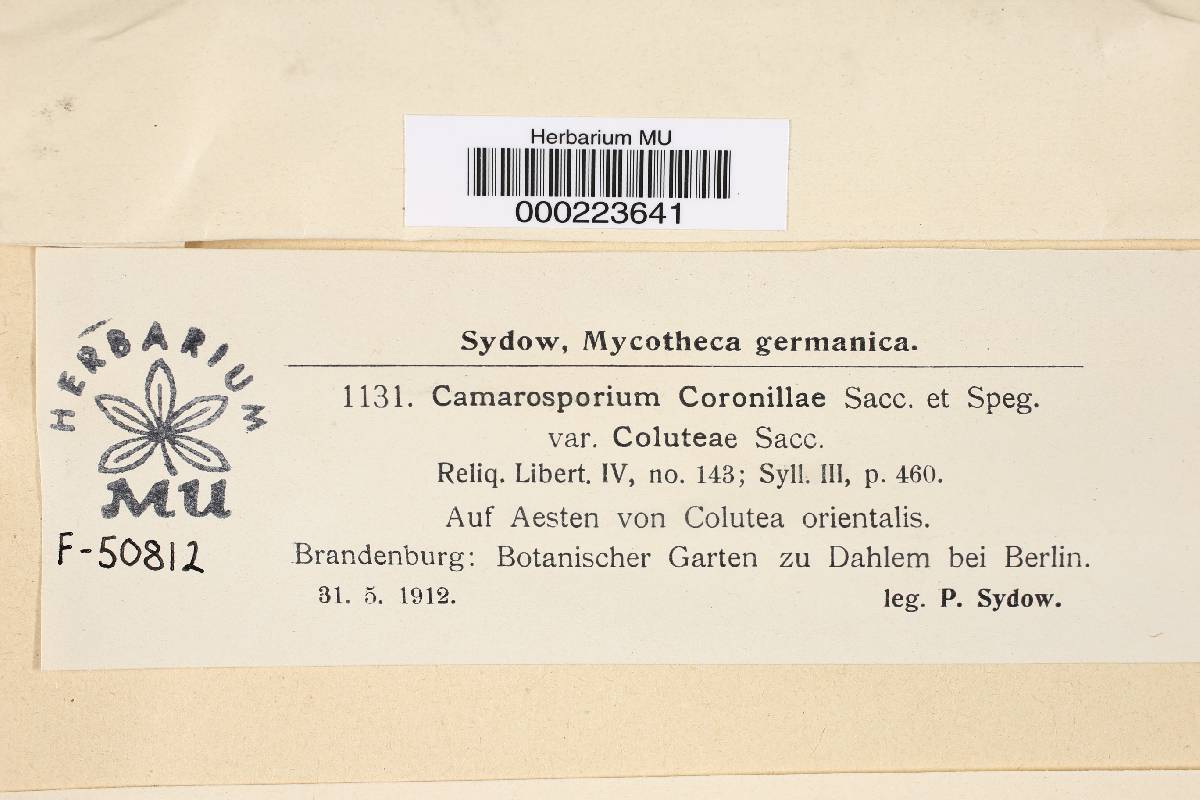 Herbarium MU
000223641
HERBARIUM
MU
F-50812
Sydow, Mycotheca germanica.
1131. Camarosporium Coronillae Sacc. et Speg.
var. Coluteae Sacc.
Reliq. Libert. IV, no. 143; Syll. III, p. 460.
Auf Aesten von Colutea orientalis.
Brandenburg: Botanischer Garten zu Dahlem bei Berlin.
31. 5. 1912. leg. P. Sydow.